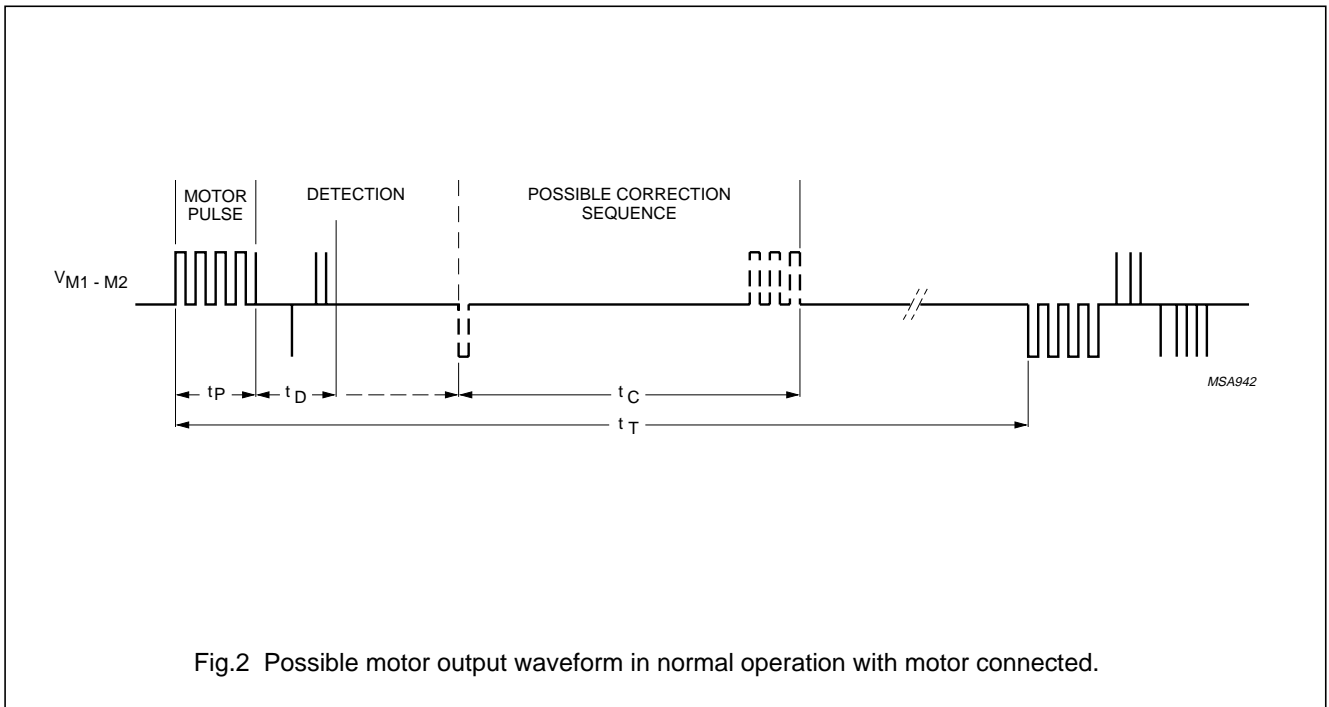 MOTOR
PULSE
DETECTION
POSSIBLE CORRECTION
SEQUENCE
VM1 - M2
tP
tD
tC
tT
MSA942
Fig.2 Possible motor output waveform in normal operation with motor connected.